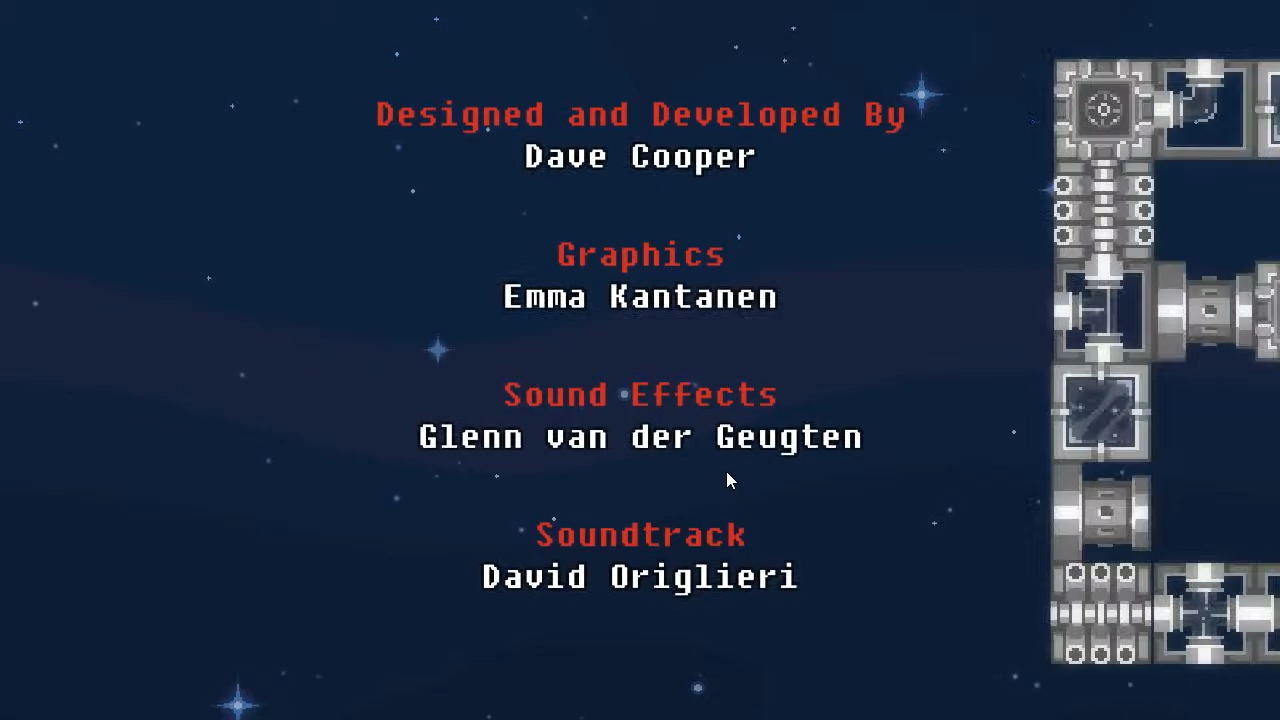 Designed and Developed By
Dave Cooper
Graphics
Emma Kantanen
Sound Effects
Glenn van der Geugten
Soundtrack
David Origlieri